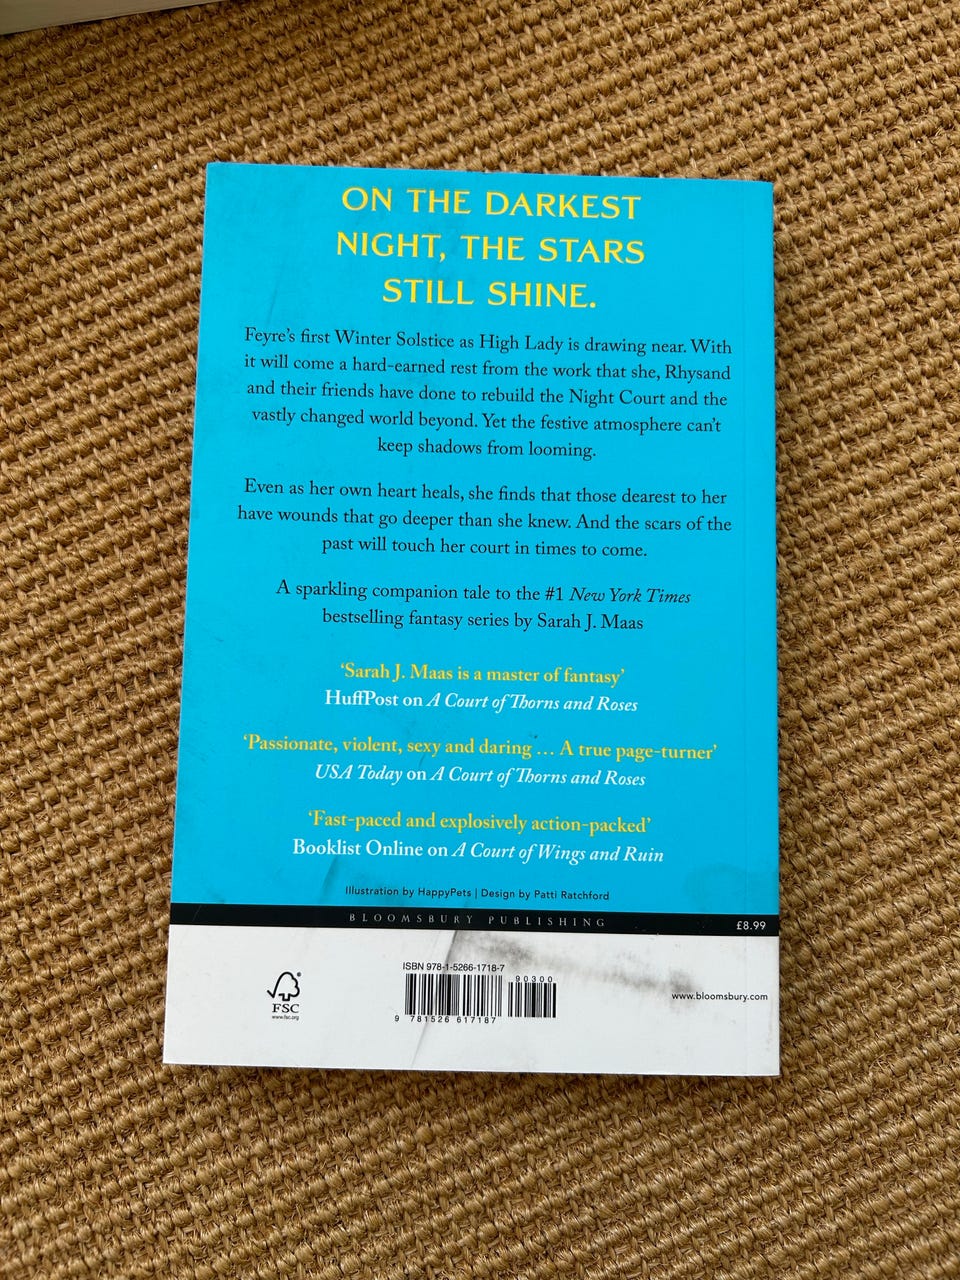 ON THE DARKEST
NIGHT, THE STARS
STILL SHINE.
Feyre’s first Winter Solstice as High Lady is drawing near. With
it will come a hard-earned rest from the work that she, Rhysand
and their friends have done to rebuild the Night Court and the
vastly changed world beyond. Yet the festive atmosphere can’t
keep shadows from looming.
Even as her own heart heals, she finds that those dearest to her
have wounds that go deeper than she knew. And the scars of the
past will touch her court in times to come.
A sparkling companion tale to the #1 New York Times
bestselling fantasy series by Sarah J. Maas
‘Sarah J. Maas is a master of fantasy’
HuffPost on A Court of Thorns and Roses
‘Passionate, violent, sexy and daring … A true page-turner’
USA Today on A Court of Thorns and Roses
‘Fast-paced and explosively action-packed’
Booklist Online on A Court of Wings and Ruin
Illustration by HappyPets | Design by Patti Ratchford
BLOOMSBURY PUBLISHING
£8.99
ISBN 978-1-5266-1718-7
90300
9 781526 617187
FSC
www.fsc.org
www.bloomsbury.com